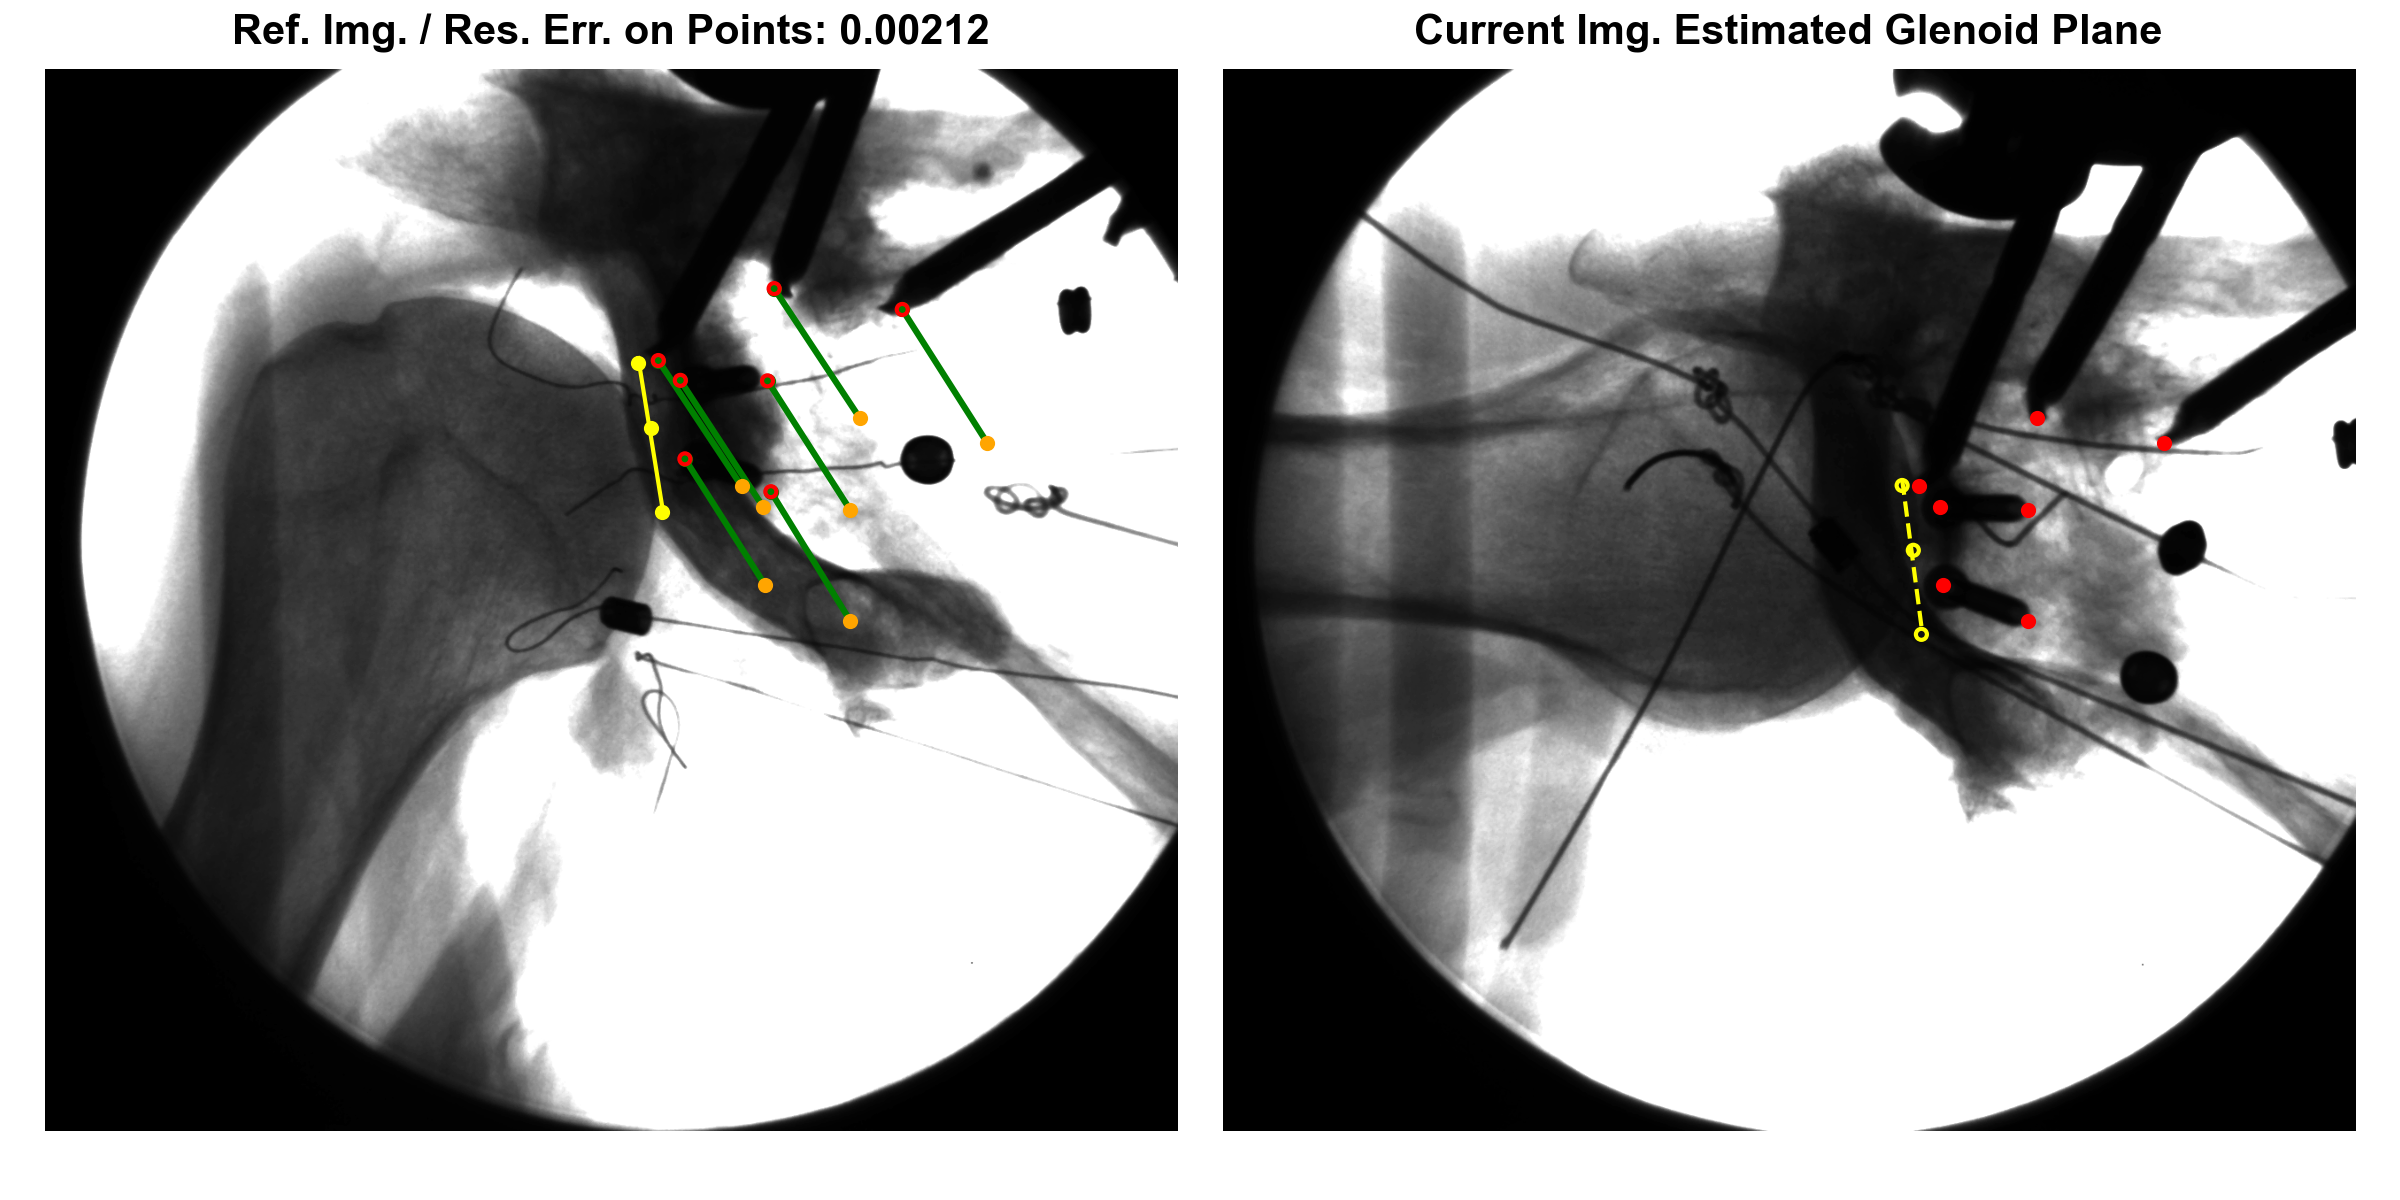 Ref. Img. / Res. Err. on Points: 0.00212
Current Img. Estimated Glenoid Plane